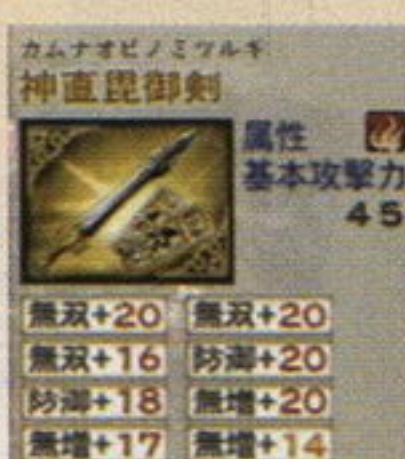 カムナオビノミツルギ
神直毘御剣
属性
基本攻撃力
45
無双+20 無双+20
無双+16 防御+20
防御+18 無増+20
無増+17 無増+14